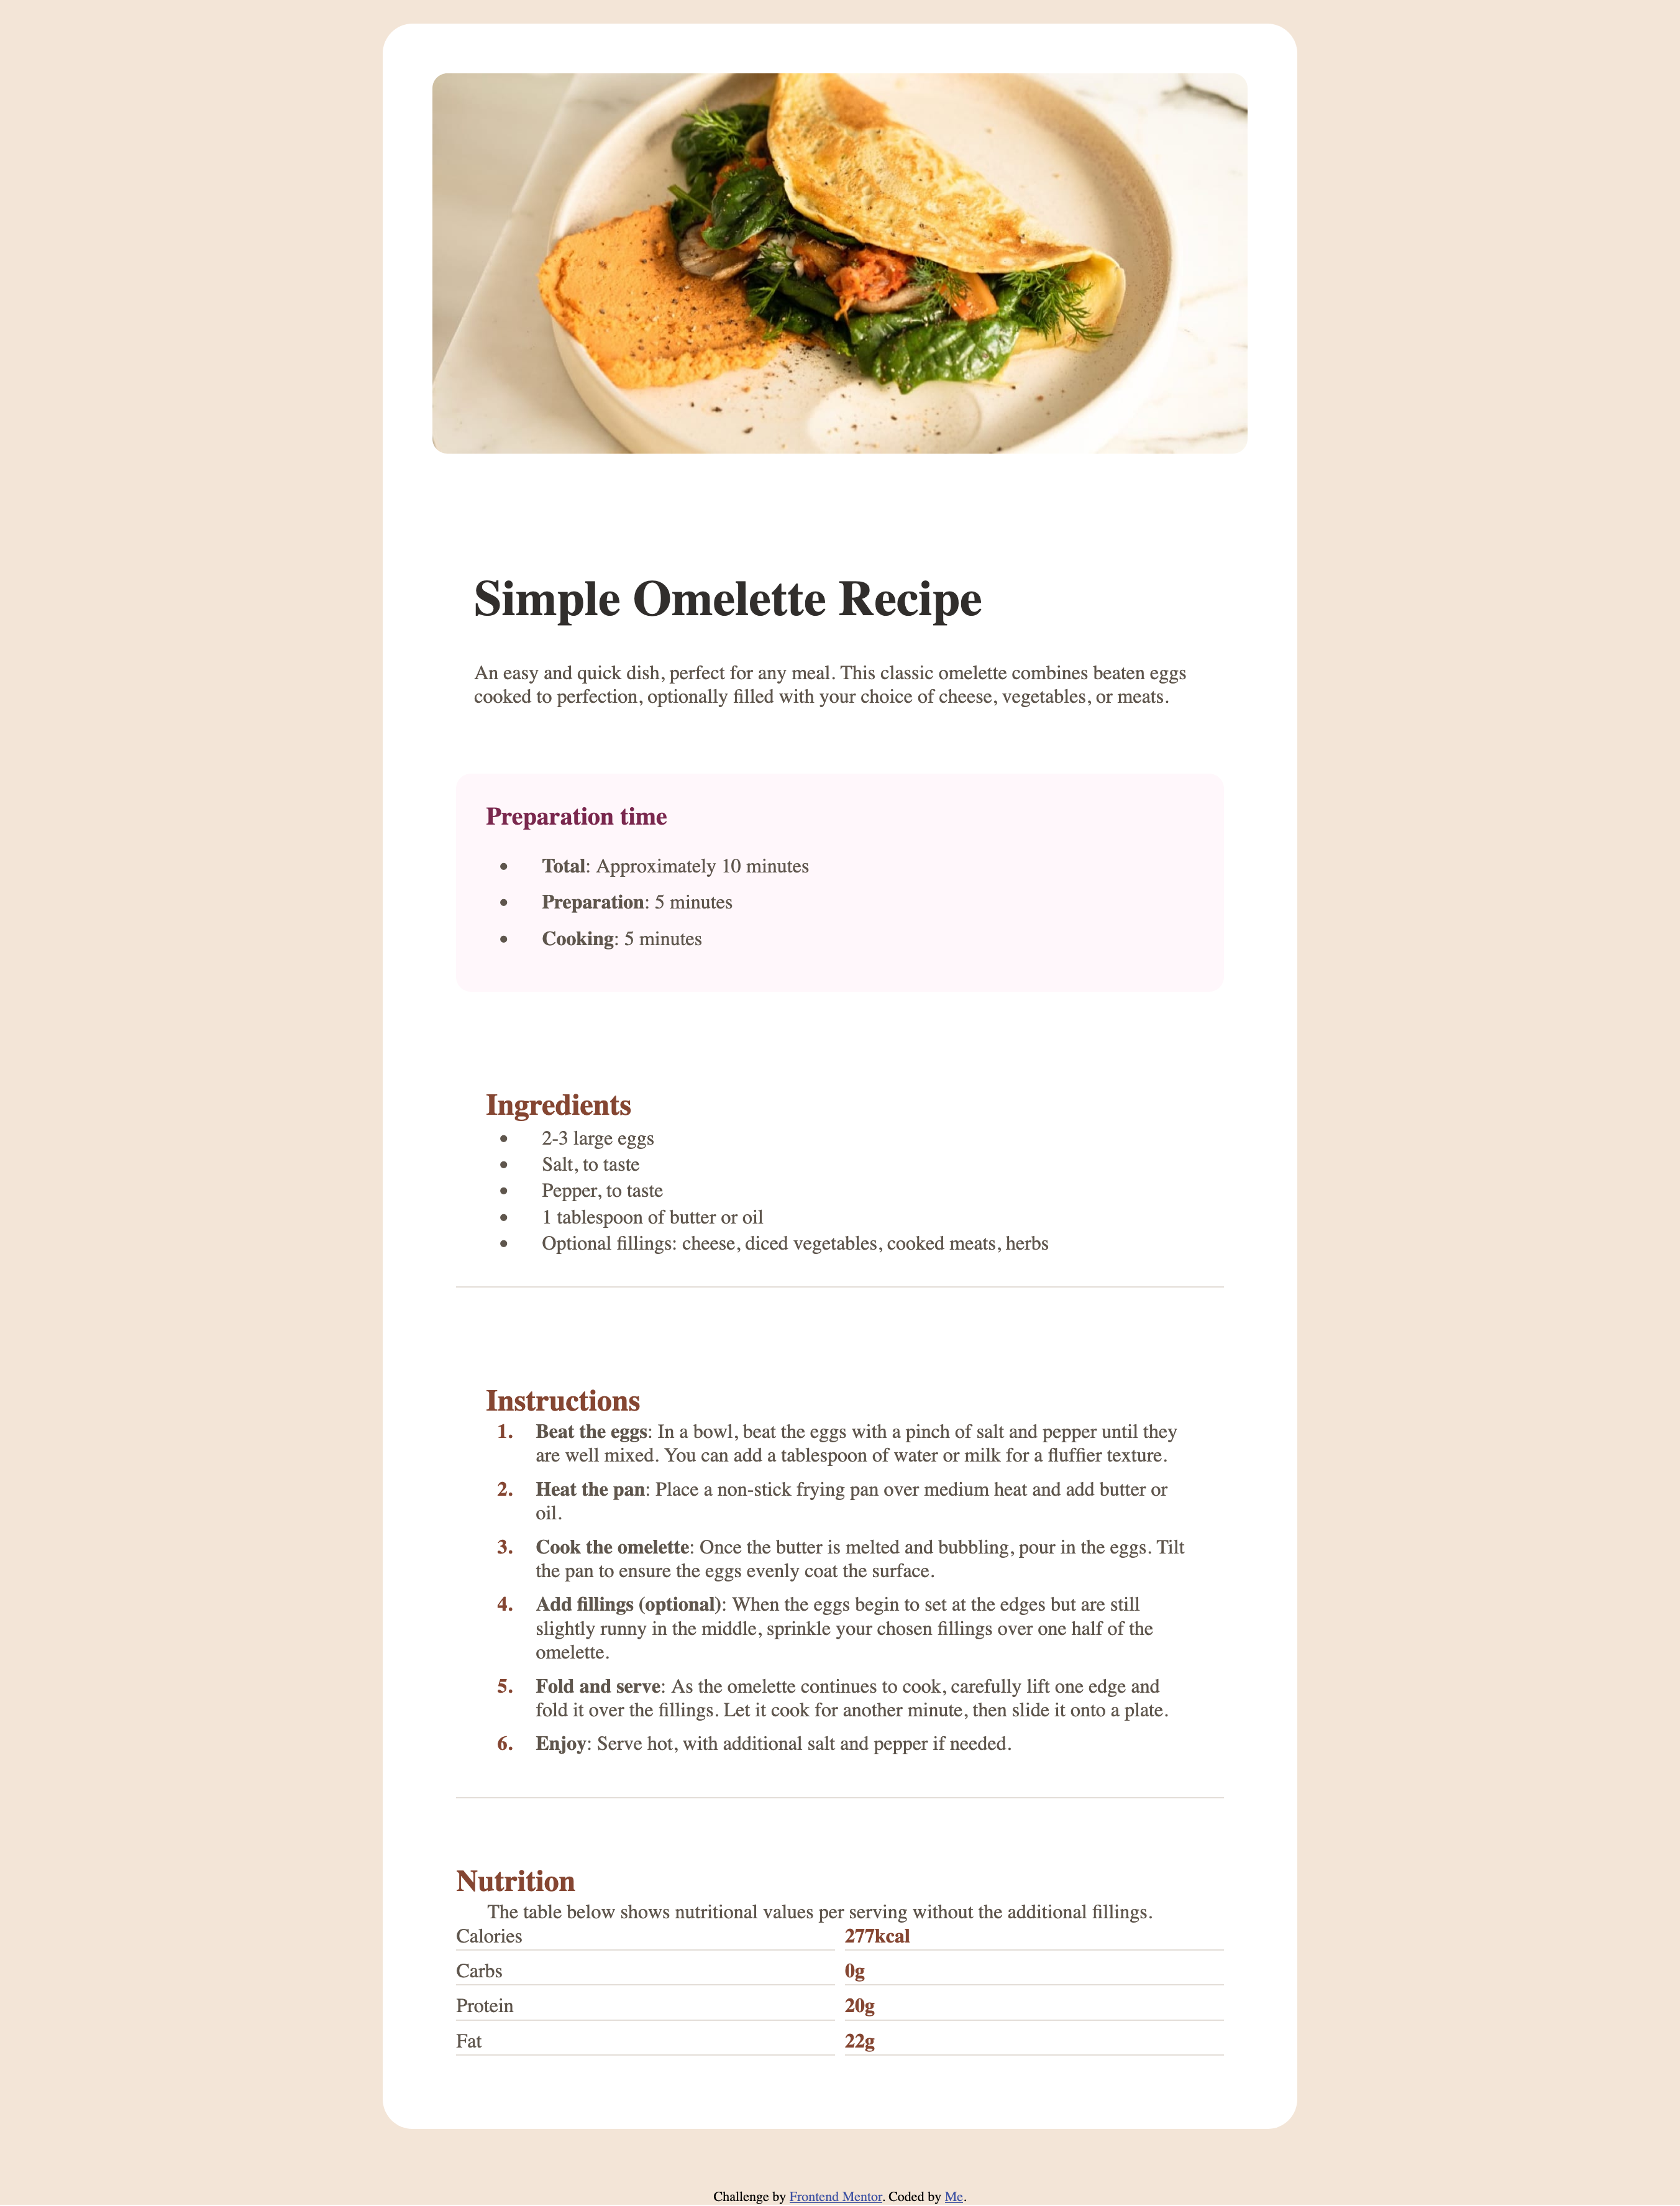 Simple Omelette Recipe
An easy and quick dish, perfect for any meal. This classic omelette combines beaten eggs
cooked to perfection, optionally filled with your choice of cheese, vegetables, or meats.
Preparation time
• Total: Approximately 10 minutes
• Preparation: 5 minutes
• Cooking: 5 minutes
Ingredients
• 2-3 large eggs
• Salt, to taste
• Pepper, to taste
• 1 tablespoon of butter or oil
• Optional fillings: cheese, diced vegetables, cooked meats, herbs
Instructions
1. Beat the eggs: In a bowl, beat the eggs with a pinch of salt and pepper until they
are well mixed. You can add a tablespoon of water or milk for a fluffier texture.
2. Heat the pan: Place a non-stick frying pan over medium heat and add butter or
oil.
3. Cook the omelette: Once the butter is melted and bubbling, pour in the eggs. Tilt
the pan to ensure the eggs evenly coat the surface.
4. Add fillings (optional): When the eggs begin to set at the edges but are still
slightly runny in the middle, sprinkle your chosen fillings over one half of the
omelette.
5. Fold and serve: As the omelette continues to cook, carefully lift one edge and
fold it over the fillings. Let it cook for another minute, then slide it onto a plate.
6. Enjoy: Serve hot, with additional salt and pepper if needed.
Nutrition
The table below shows nutritional values per serving without the additional fillings.
Calories 277kcal
Carbs 0g
Protein 20g
Fat 22g
Challenge by Frontend Mentor. Coded by Me.